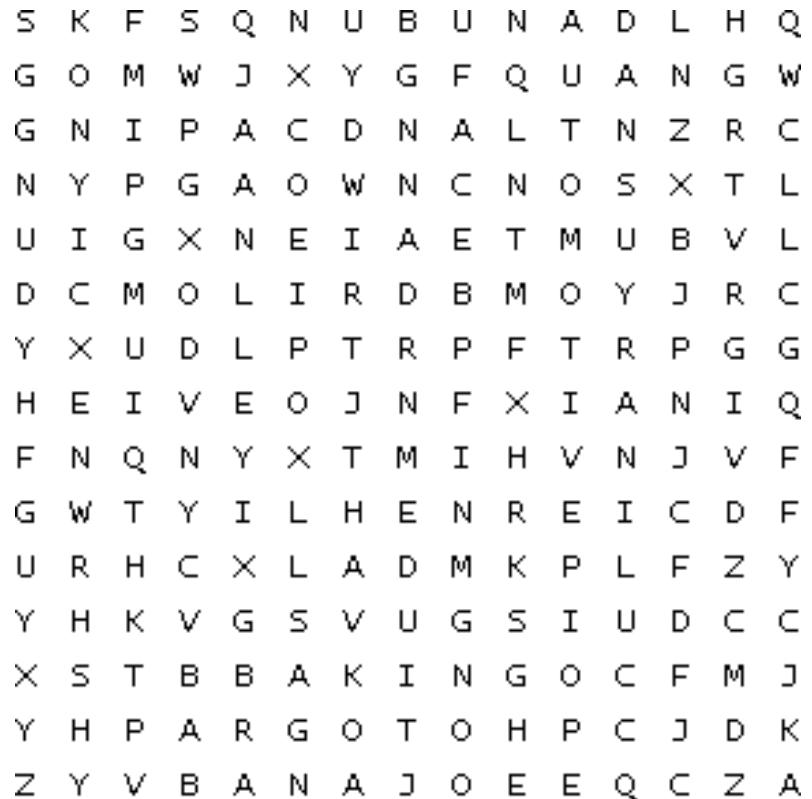 S K F S Q N U B U N A D L H Q
G O M W J X Y G F Q U A N G W
G N I P A C D N A L T N Z R C
N Y P G A O W N C N O S X T L
U I G X N E I A E T M U B V L
D C M O L I R D B M O Y J R C
Y X U D L P T R P F T R P G G
H E I V E O J N F X I A N I Q
F N Q N Y X T M I H V N J V F
G W T Y I L H E N R E I C D F
U R H C X L A D M K P L F Z Y
Y H K V G S V U G S I U D C C
X S T B B A K I N G O C F M J
Y H P A R G O T O H P C J D K
Z Y V B A N A J O E E Q C Z A